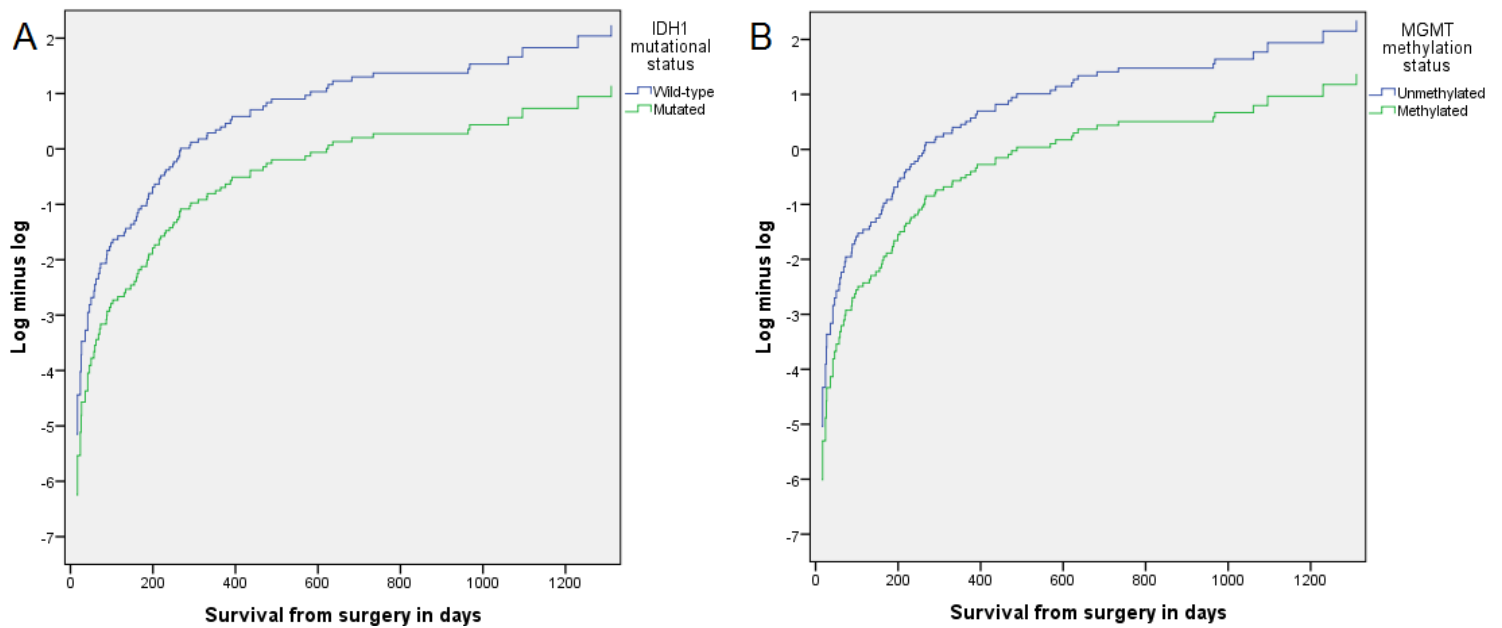 A
IDH1
mutational
status
Wild-type
Mutated
Log minus log
2
1
0
-1
-2
-3
-4
-5
-6
-7
0 200 400 600 800 1000 1200
Survival from surgery in days
B
MGMT
methylation
status
Unmethylated
Methylated
Log minus log
2
1
0
-1
-2
-3
-4
-5
-6
-7
0 200 400 600 800 1000 1200
Survival from surgery in days